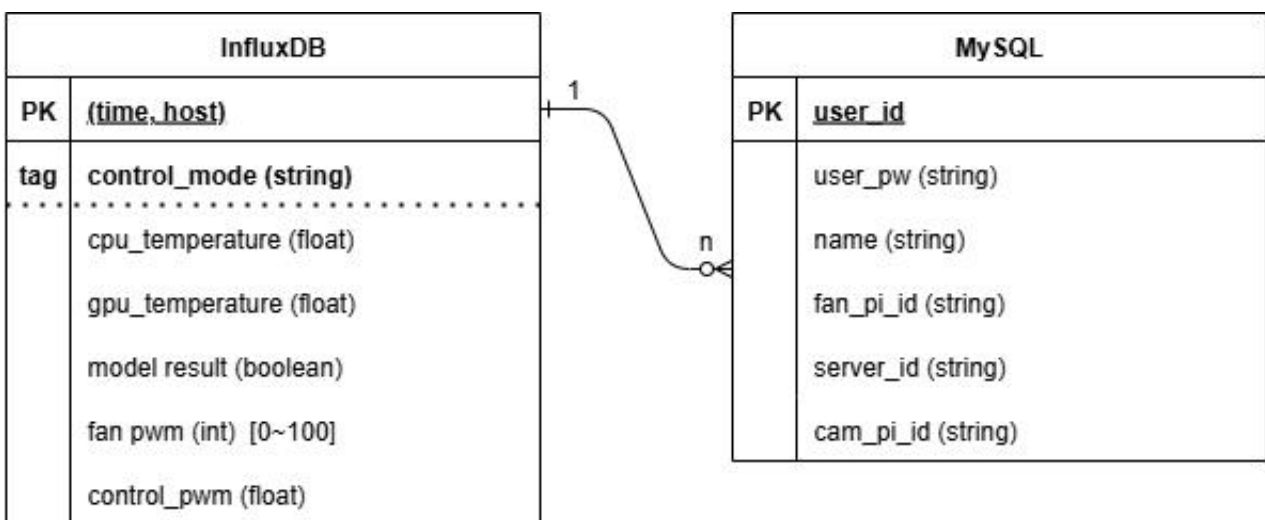 InfluxDB
PK (time, host)
tag control_mode (string)
cpu_temperature (float)
gpu_temperature (float)
model result (boolean)
fan pwm (int) [0~100]
control_pwm (float)
1
n
MySQL
PK user_id
user_pw (string)
name (string)
fan_pi_id (string)
server_id (string)
cam_pi_id (string)